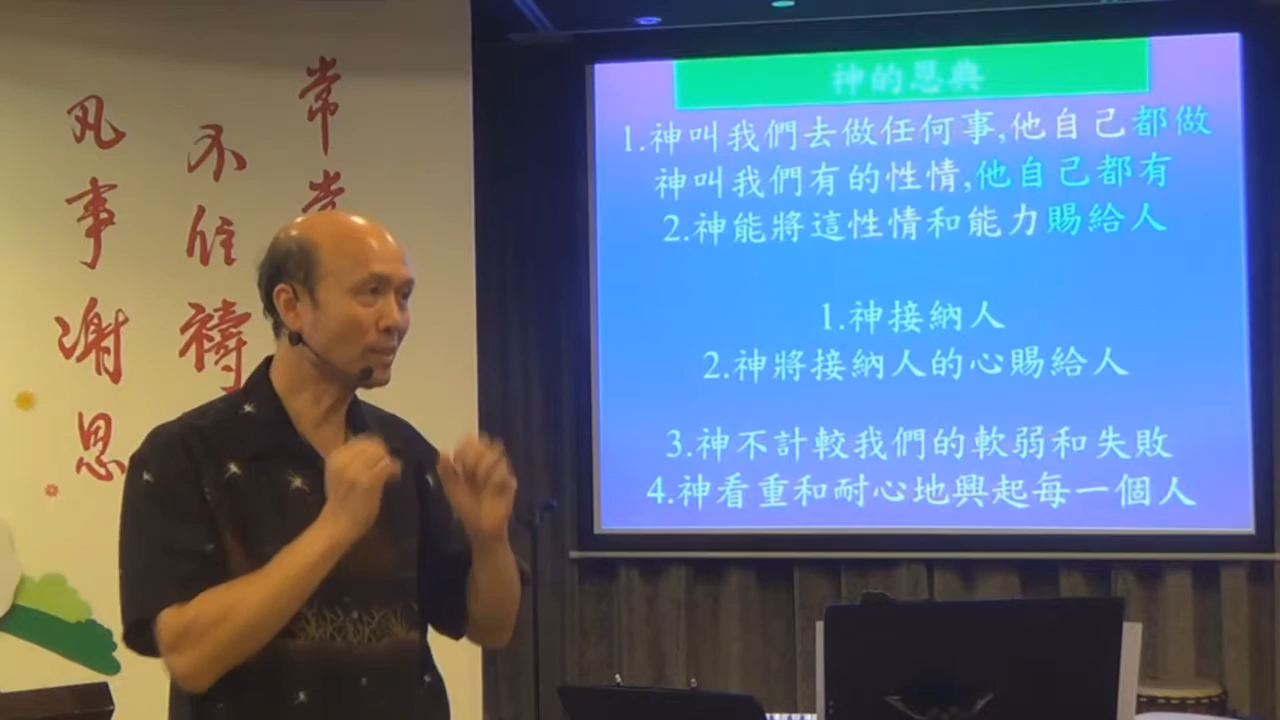 常常
不住禱
凡事謝恩
神的恩典
1.神叫我們去做任何事,他自己都做
神叫我們有的性情,他自己都有
2.神能將這性情和能力賜給人
1.神接納人
2.神將接納人的心賜給人
3.神不計較我們的軟弱和失敗
4.神看重和耐心地興起每一個人